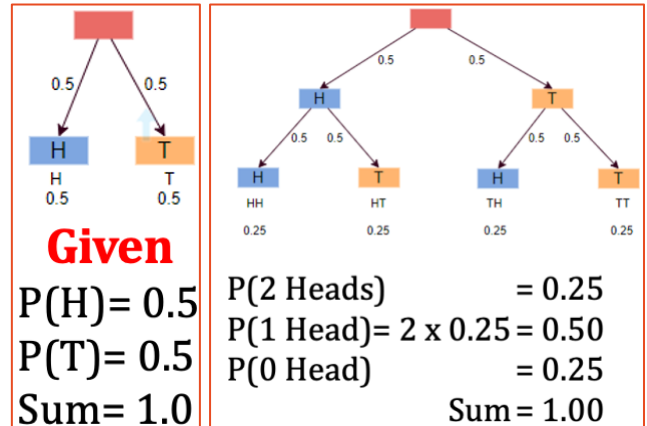 0.5 0.5
H T
H T
0.5 0.5
Given
P(H)= 0.5
P(T)= 0.5
Sum= 1.0
0.5 0.5
H T
0.5 0.5 0.5 0.5
H T H T
HH HT TH TT
0.25 0.25 0.25 0.25
P(2 Heads) = 0.25
P(1 Head)= 2 x 0.25 = 0.50
P(0 Head) = 0.25
Sum = 1.00